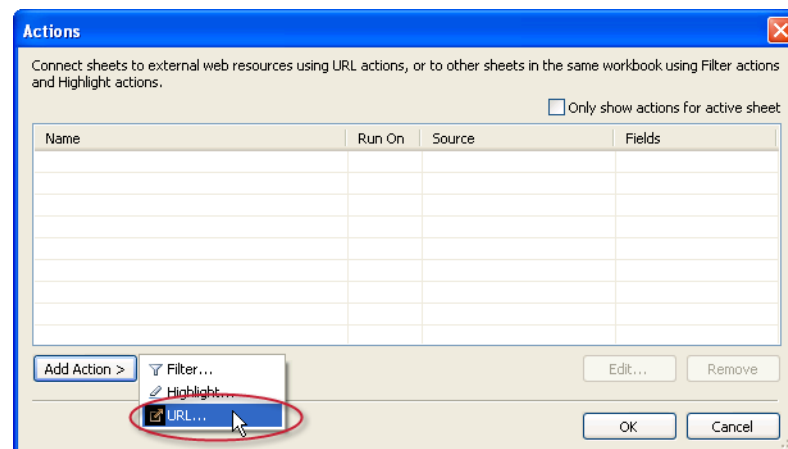 Actions
Connect sheets to external web resources using URL actions, or to other sheets in the same workbook using Filter actions
and Highlight actions.
Only show actions for active sheet
Name Run On Source Fields
Add Action > Filter... Edit... Remove
Highlight...
URL...
OK Cancel